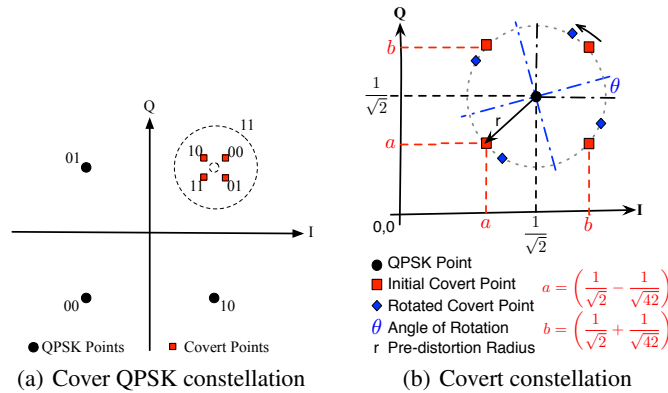 Q
01
11
10
00
11
01
I
00
10
QPSK Points
Covert Points
(a) Cover QPSK constellation
Q
b
1/√2
θ
r
a
0,0
a
1/√2
b
I
QPSK Point
Initial Covert Point
Rotated Covert Point
θ Angle of Rotation
r Pre-distortion Radius
a = (1/√2 − 1/√42)
b = (1/√2 + 1/√42)
(b) Covert constellation